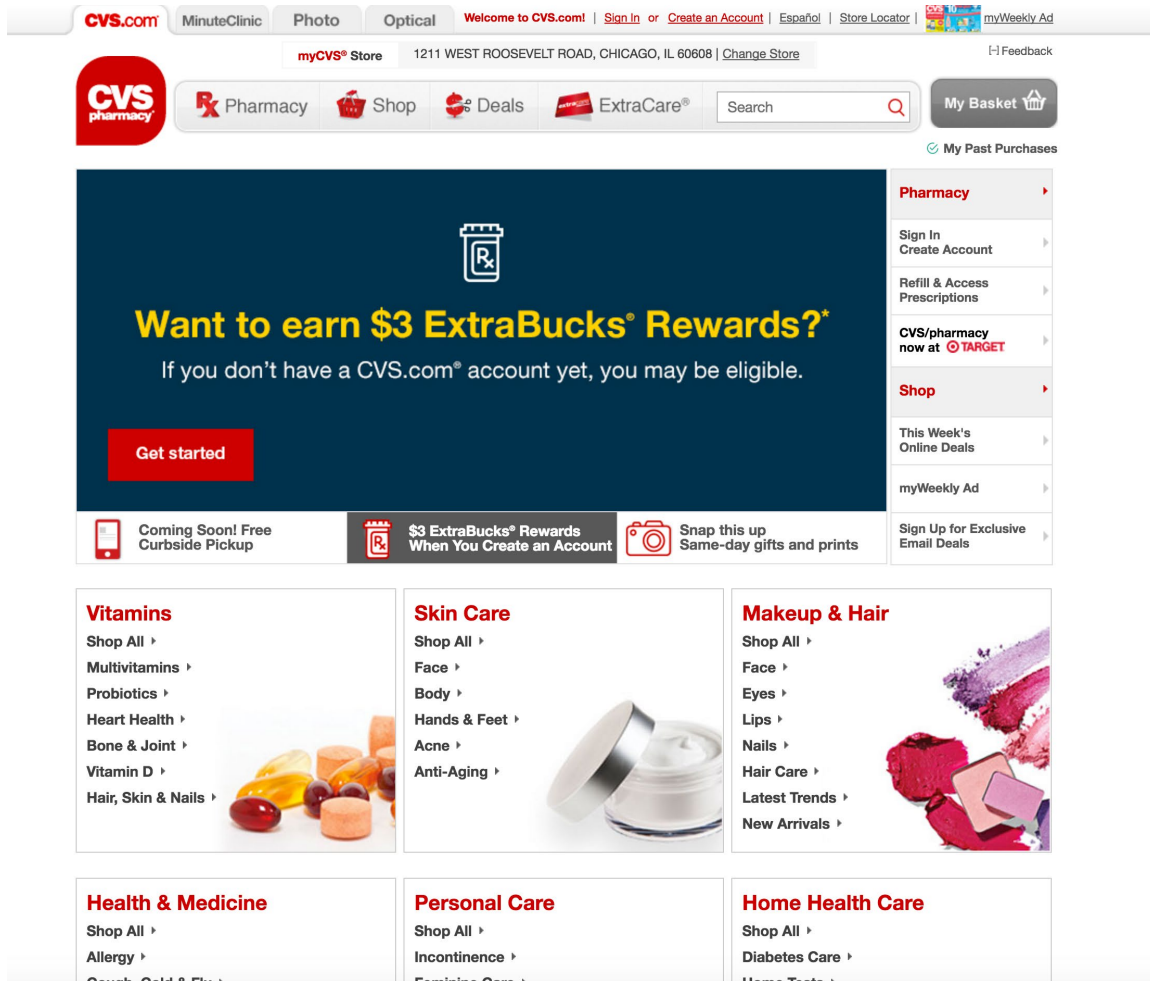 CVS.com MinuteClinic Photo Optical Welcome to CVS.com! | Sign In or Create an Account | Español | Store Locator | myWeekly Ad
myCVS® Store 1211 WEST ROOSEVELT ROAD, CHICAGO, IL 60608 | Change Store [-] Feedback
CVS
pharmacy
Pharmacy Shop Deals ExtraCare® Search My Basket
My Past Purchases
Want to earn $3 ExtraBucks® Rewards?*
If you don't have a CVS.com® account yet, you may be eligible.
Get started
Pharmacy
Sign In
Create Account
Refill & Access
Prescriptions
CVS/pharmacy
now at TARGET
Shop
This Week's
Online Deals
myWeekly Ad
Sign Up for Exclusive
Email Deals
Coming Soon! Free
Curbside Pickup
$3 ExtraBucks® Rewards
When You Create an Account
Snap this up
Same-day gifts and prints
Vitamins
Shop All
Multivitamins
Probiotics
Heart Health
Bone & Joint
Vitamin D
Hair, Skin & Nails
Skin Care
Shop All
Face
Body
Hands & Feet
Acne
Anti-Aging
Makeup & Hair
Shop All
Face
Eyes
Lips
Nails
Hair Care
Latest Trends
New Arrivals
Health & Medicine
Shop All
Allergy
Cough, Cold & Flu
Personal Care
Shop All
Incontinence
Feminine Care
Home Health Care
Shop All
Diabetes Care
Home Tests